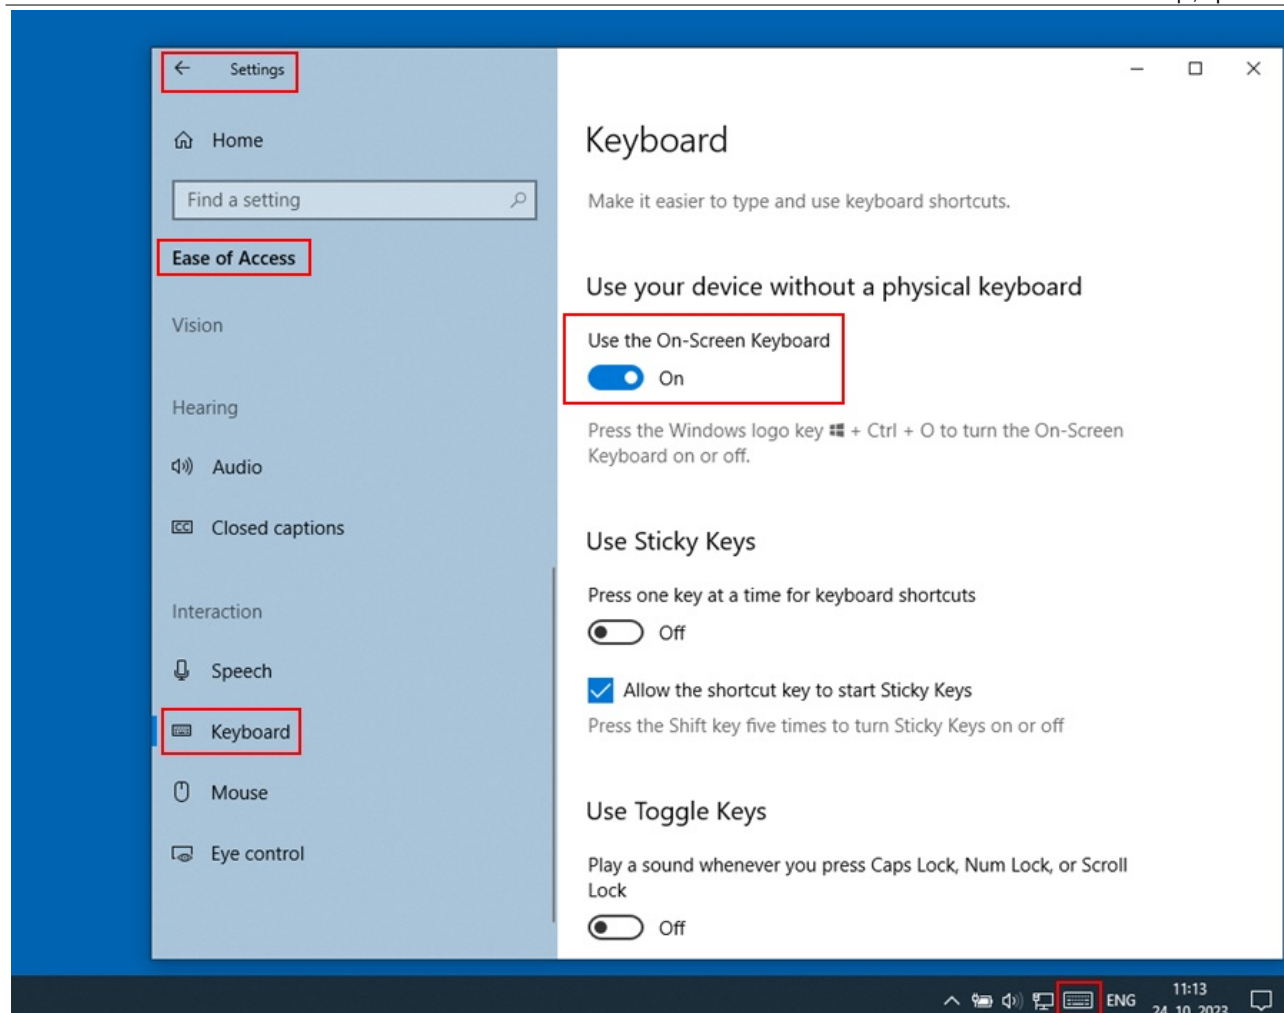 Settings
Home
Find a setting
Ease of Access
Vision
Hearing
Audio
CC Closed captions
Interaction
Speech
Keyboard
Mouse
Eye control
Keyboard
Make it easier to type and use keyboard shortcuts.
Use your device without a physical keyboard
Use the On-Screen Keyboard
On
Press the Windows logo key + Ctrl + O to turn the On-Screen
Keyboard on or off.
Use Sticky Keys
Press one key at a time for keyboard shortcuts
Off
Allow the shortcut key to start Sticky Keys
Press the Shift key five times to turn Sticky Keys on or off
Use Toggle Keys
Play a sound whenever you press Caps Lock, Num Lock, or Scroll
Lock
Off
ENG
11:13
24. 10. 2023